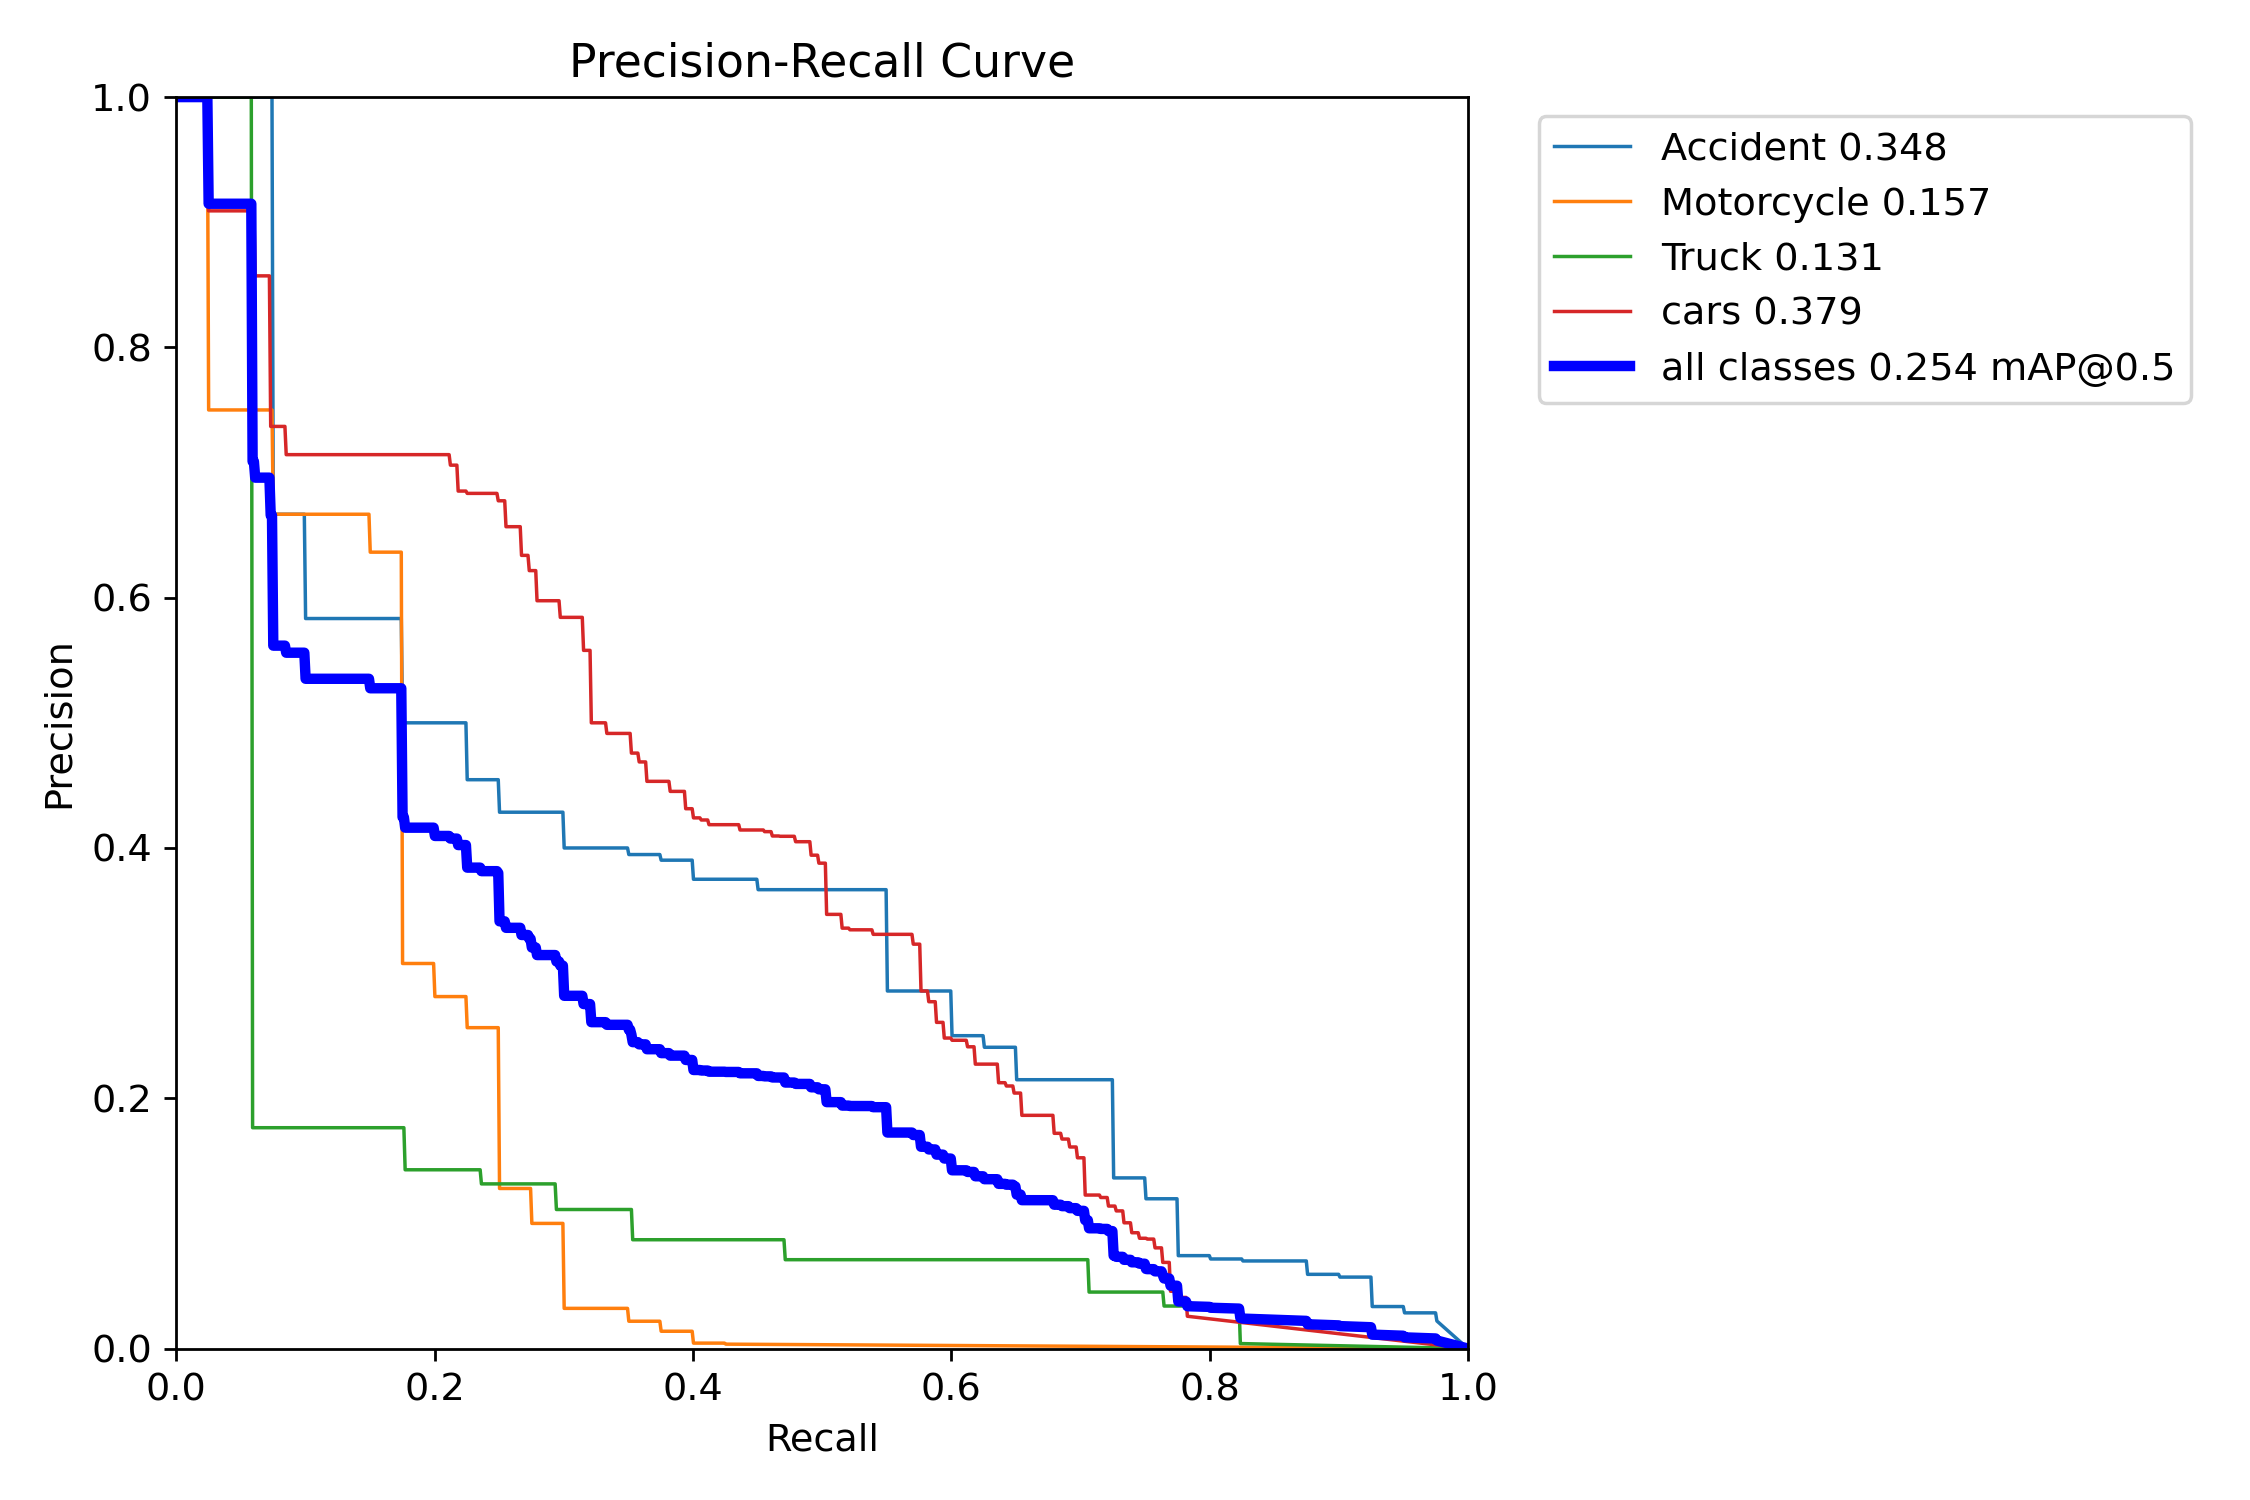 Precision-Recall Curve
1.0
0.8
0.6
0.4
0.2
0.0
Precision
0.0 0.2 0.4 0.6 0.8 1.0
Recall
Accident 0.348
Motorcycle 0.157
Truck 0.131
cars 0.379
all classes 0.254 mAP@0.5